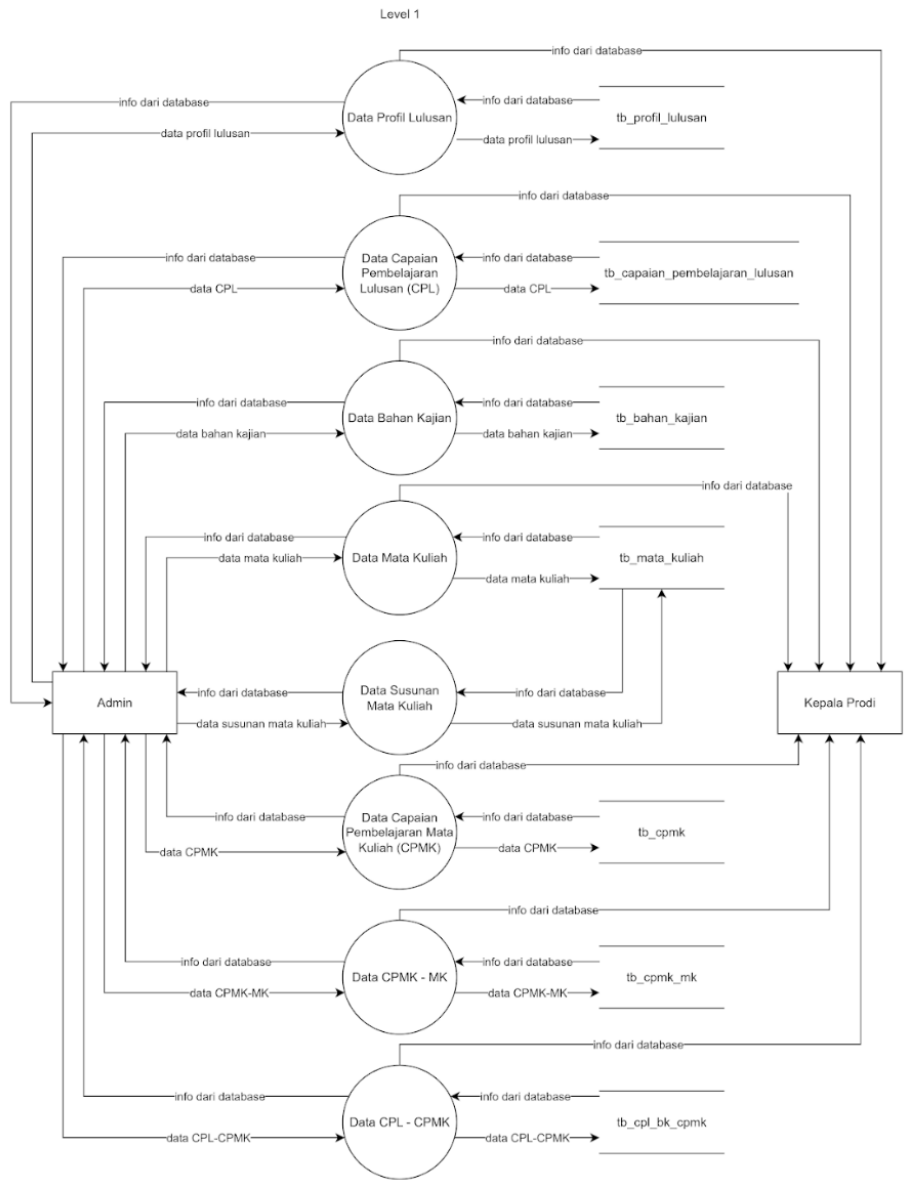 Level 1
info dari database
info dari database
info dari database
Data Profil Lulusan
tb_profil_lulusan
data profil lulusan
data profil lulusan
info dari database
info dari database
info dari database
Data Capaian
Pembelajaran
Lulusan (CPL)
tb_capaian_pembelajaran_lulusan
data CPL
data CPL
info dari database
info dari database
info dari database
Data Bahan Kajian
tb_bahan_kajian
data bahan kajian
data bahan kajian
info dari database
info dari database
info dari database
data mata kuliah
Data Mata Kuliah
tb_mata_kuliah
data mata kuliah
Admin
info dari database
Data Susunan
Mata Kuliah
info dari database
Kepala Prodi
data susunan mata kuliah
data susunan mata kuliah
info dari database
info dari database
info dari database
Data Capaian
Pembelajaran Mata
Kuliah (CPMK)
tb_cpmk
data CPMK
data CPMK
info dari database
info dari database
info dari database
Data CPMK - MK
tb_cpmk_mk
data CPMK-MK
data CPMK-MK
info dari database
info dari database
info dari database
Data CPL - CPMK
tb_cpl_bk_cpmk
data CPL-CPMK
data CPL-CPMK